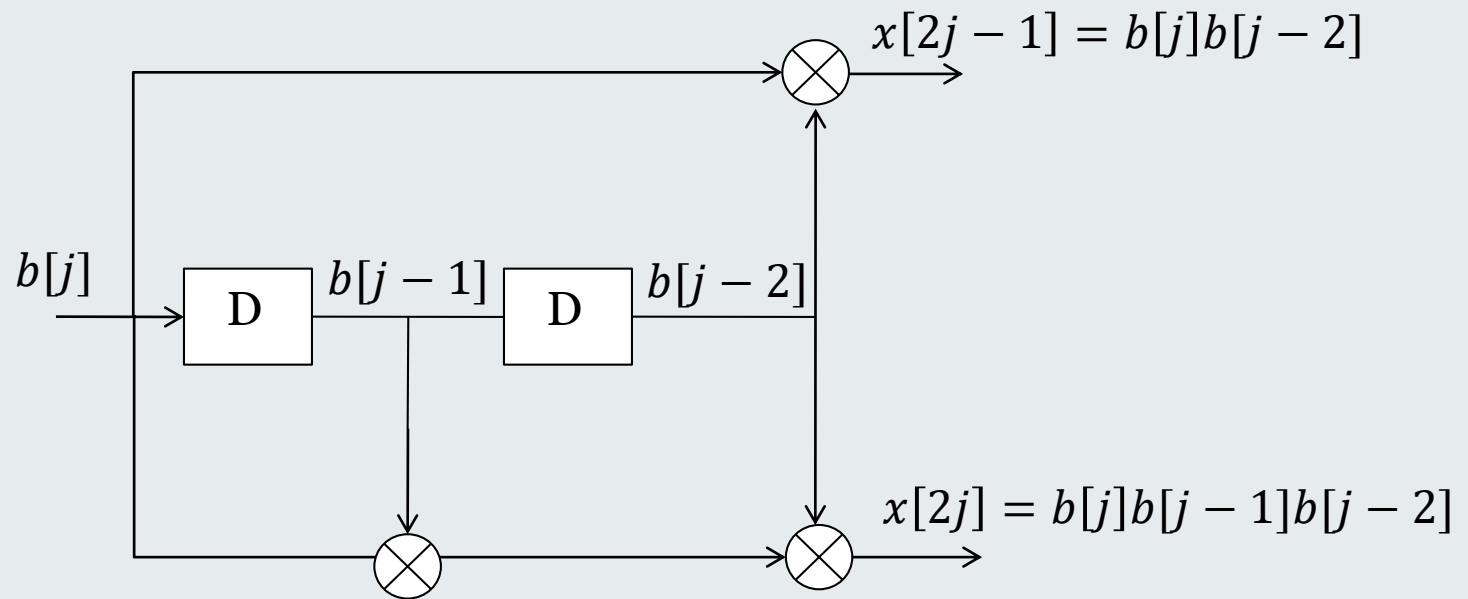 x[2j − 1] = b[j]b[j − 2]
b[j]
D
b[j − 1]
D
b[j − 2]
x[2j] = b[j]b[j − 1]b[j − 2]